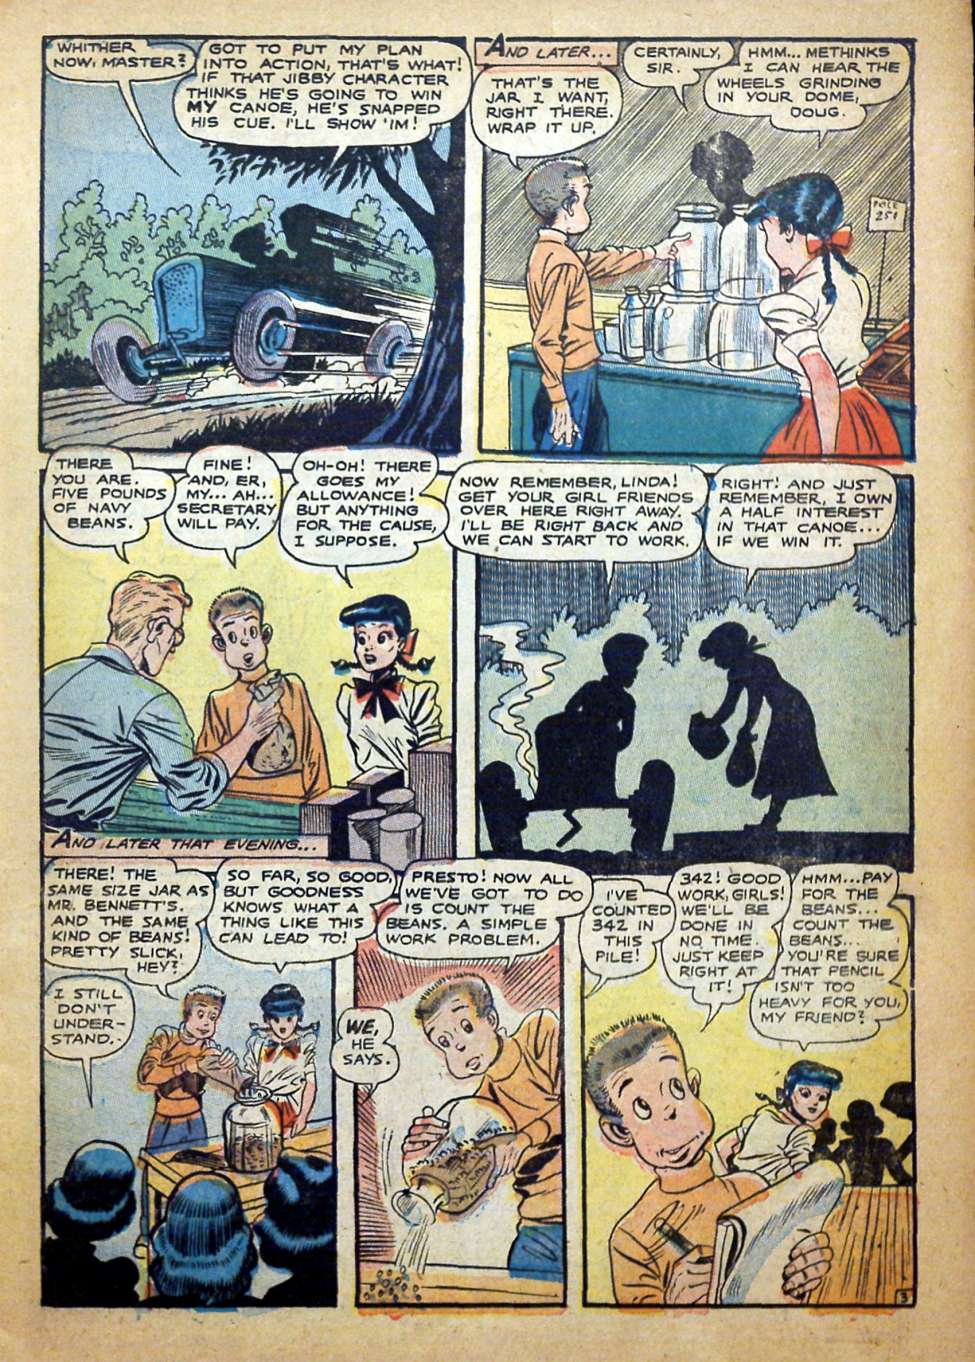 WHITHER
NOW, MASTER?
GOT TO PUT MY PLAN
INTO ACTION, THAT'S WHAT!
IF THAT JIBBY CHARACTER
THINKS HE'S GOING TO WIN
MY CANOE, HE'S SNAPPED
HIS CUE. I'LL SHOW 'IM!
AND LATER...
THAT'S THE
JAR I WANT,
RIGHT THERE.
WRAP IT UP.
CERTAINLY,
SIR.
HMM... METHINKS
I CAN HEAR THE
WHEELS GRINDING
IN YOUR DOME,
DOUG.
25¢
THERE
YOU ARE.
FIVE POUNDS
OF NAVY
BEANS.
FINE!
AND, ER,
MY... AH...
SECRETARY
WILL PAY.
OH-OH! THERE
GOES MY
ALLOWANCE!
BUT ANYTHING
FOR THE CAUSE,
I SUPPOSE.
NOW REMEMBER, LINDA!
GET YOUR GIRL FRIENDS
OVER HERE RIGHT AWAY.
I'LL BE RIGHT BACK AND
WE CAN START TO WORK.
RIGHT! AND JUST
REMEMBER, I OWN
A HALF INTEREST
IN THAT CANOE...
IF WE WIN IT.
AND LATER THAT EVENING...
THERE! THE
SAME SIZE JAR AS
MR. BENNETT'S.
AND THE SAME
KIND OF BEANS!
PRETTY SLICK,
HEY?
SO FAR, SO GOOD,
BUT GOODNESS
KNOWS WHAT A
THING LIKE THIS
CAN LEAD TO!
I STILL
DON'T
UNDER-
STAND.
PRESTO! NOW ALL
WE'VE GOT TO DO
IS COUNT THE
BEANS. A SIMPLE
WORK PROBLEM.
WE,
HE
SAYS.
I'VE
COUNTED
342 IN
THIS
PILE!
342! GOOD
WORK, GIRLS!
WE'LL BE
DONE IN
NO TIME.
JUST KEEP
RIGHT AT
IT!
HMM...PAY
FOR THE
BEANS...
COUNT THE
BEANS...
YOU'RE SURE
THAT PENCIL
ISN'T TOO
HEAVY FOR YOU,
MY FRIEND?
3